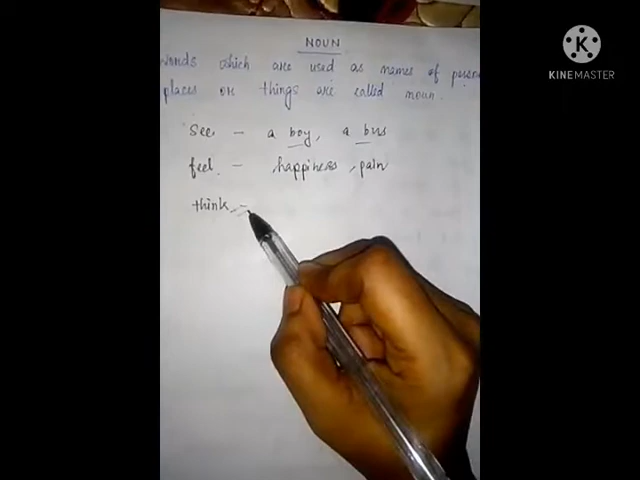 NOUN
words which are used as names of person
places or things are called noun.
See - a boy, a bus
feel - happiness, pain
think -
KINEMASTER